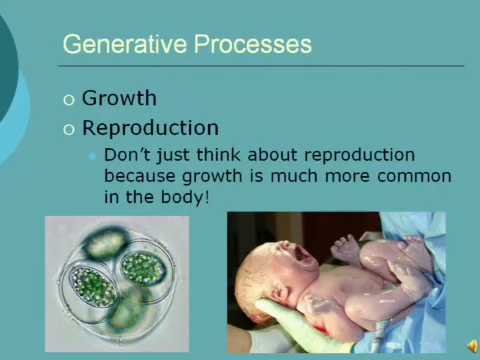 Generative Processes
Growth
Reproduction
Don't just think about reproduction
because growth is much more common
in the body!